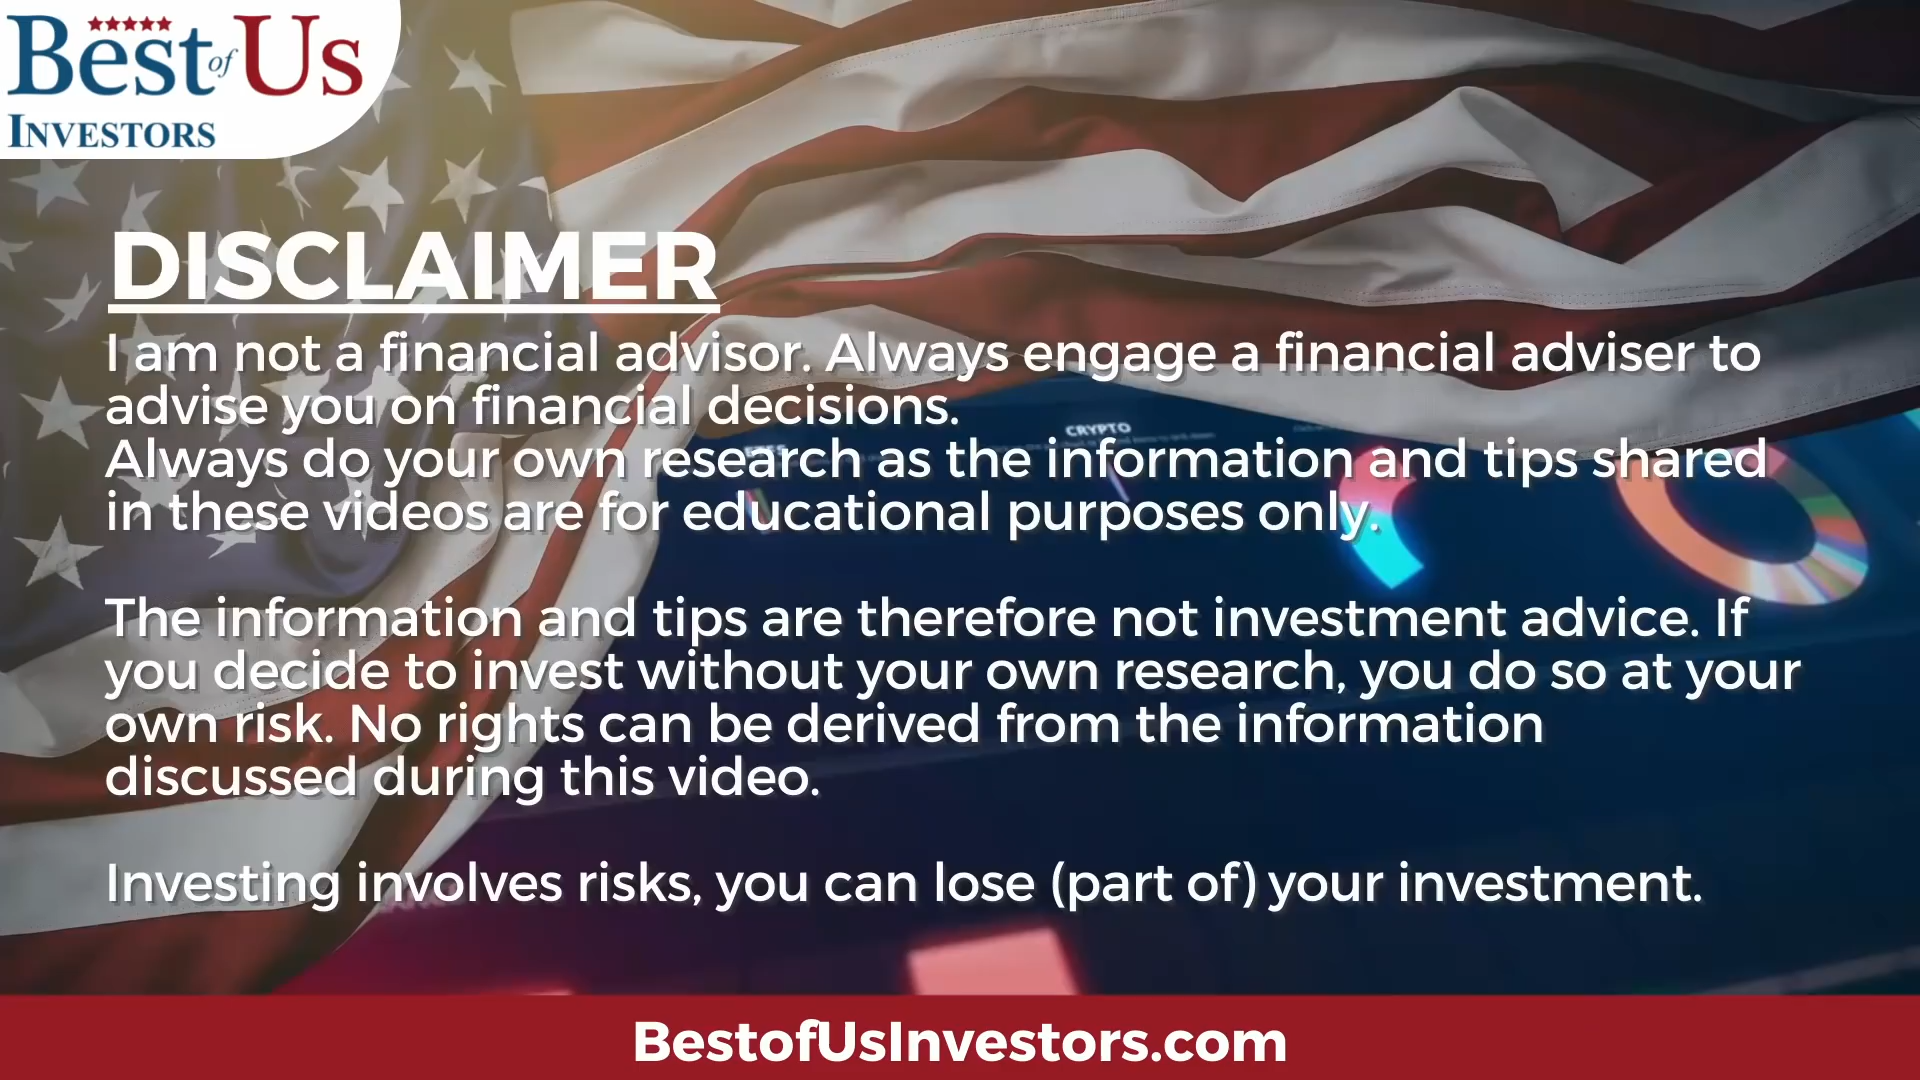 Best of Us
INVESTORS
DISCLAIMER
I am not a financial advisor. Always engage a financial adviser to
advise you on financial decisions.
CRYPTO
Always do your own research as the information and tips shared
in these videos are for educational purposes only.
The information and tips are therefore not investment advice. If
you decide to invest without your own research, you do so at your
own risk. No rights can be derived from the information
discussed during this video.
Investing involves risks, you can lose (part of) your investment.
BestofUsInvestors.com